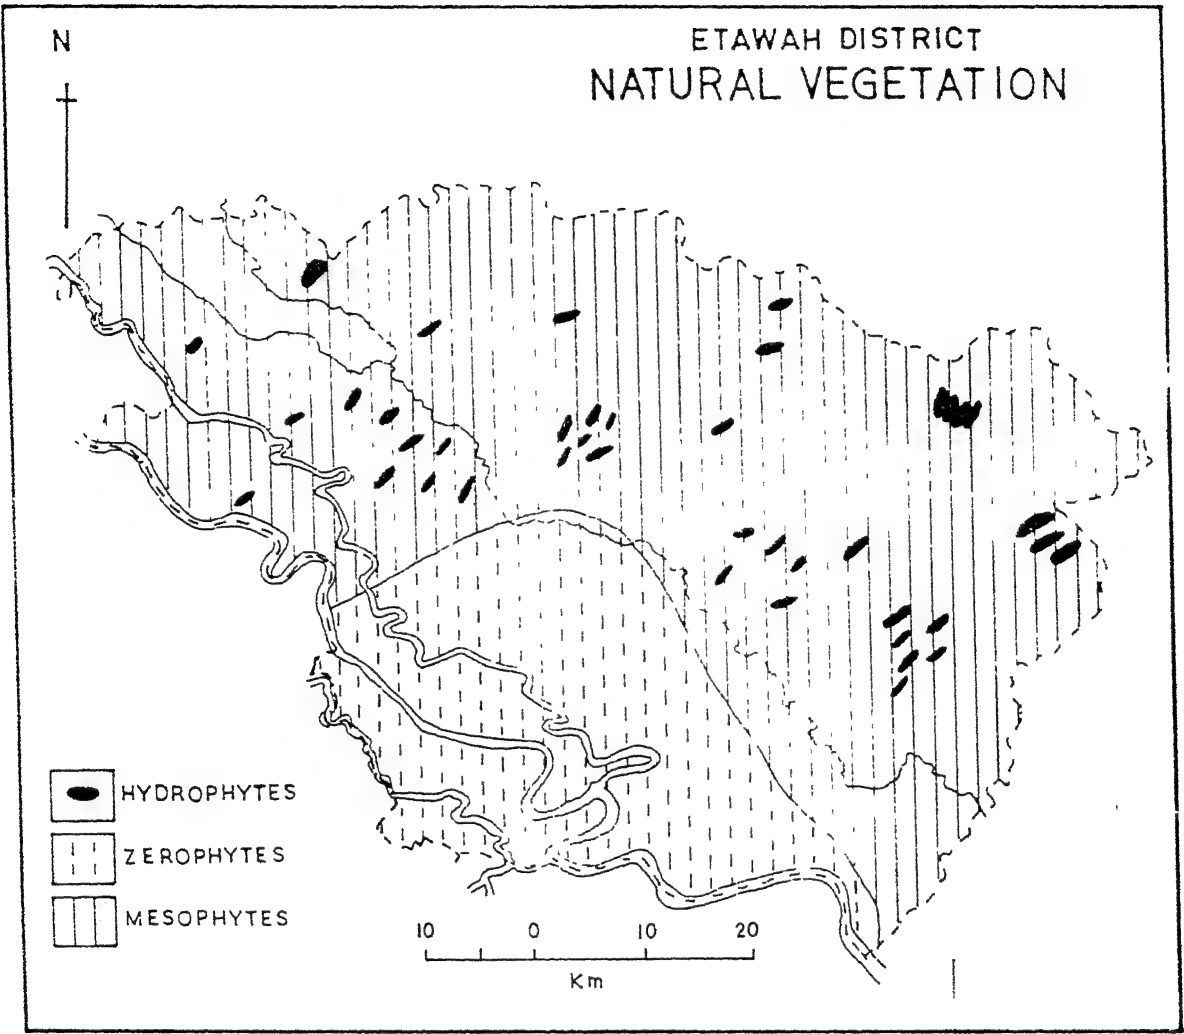 N
ETAWAH DISTRICT
NATURAL VEGETATION
HYDROPHYTES
ZEROPHYTES
MESOPHYTES
10 0 10 20
Km